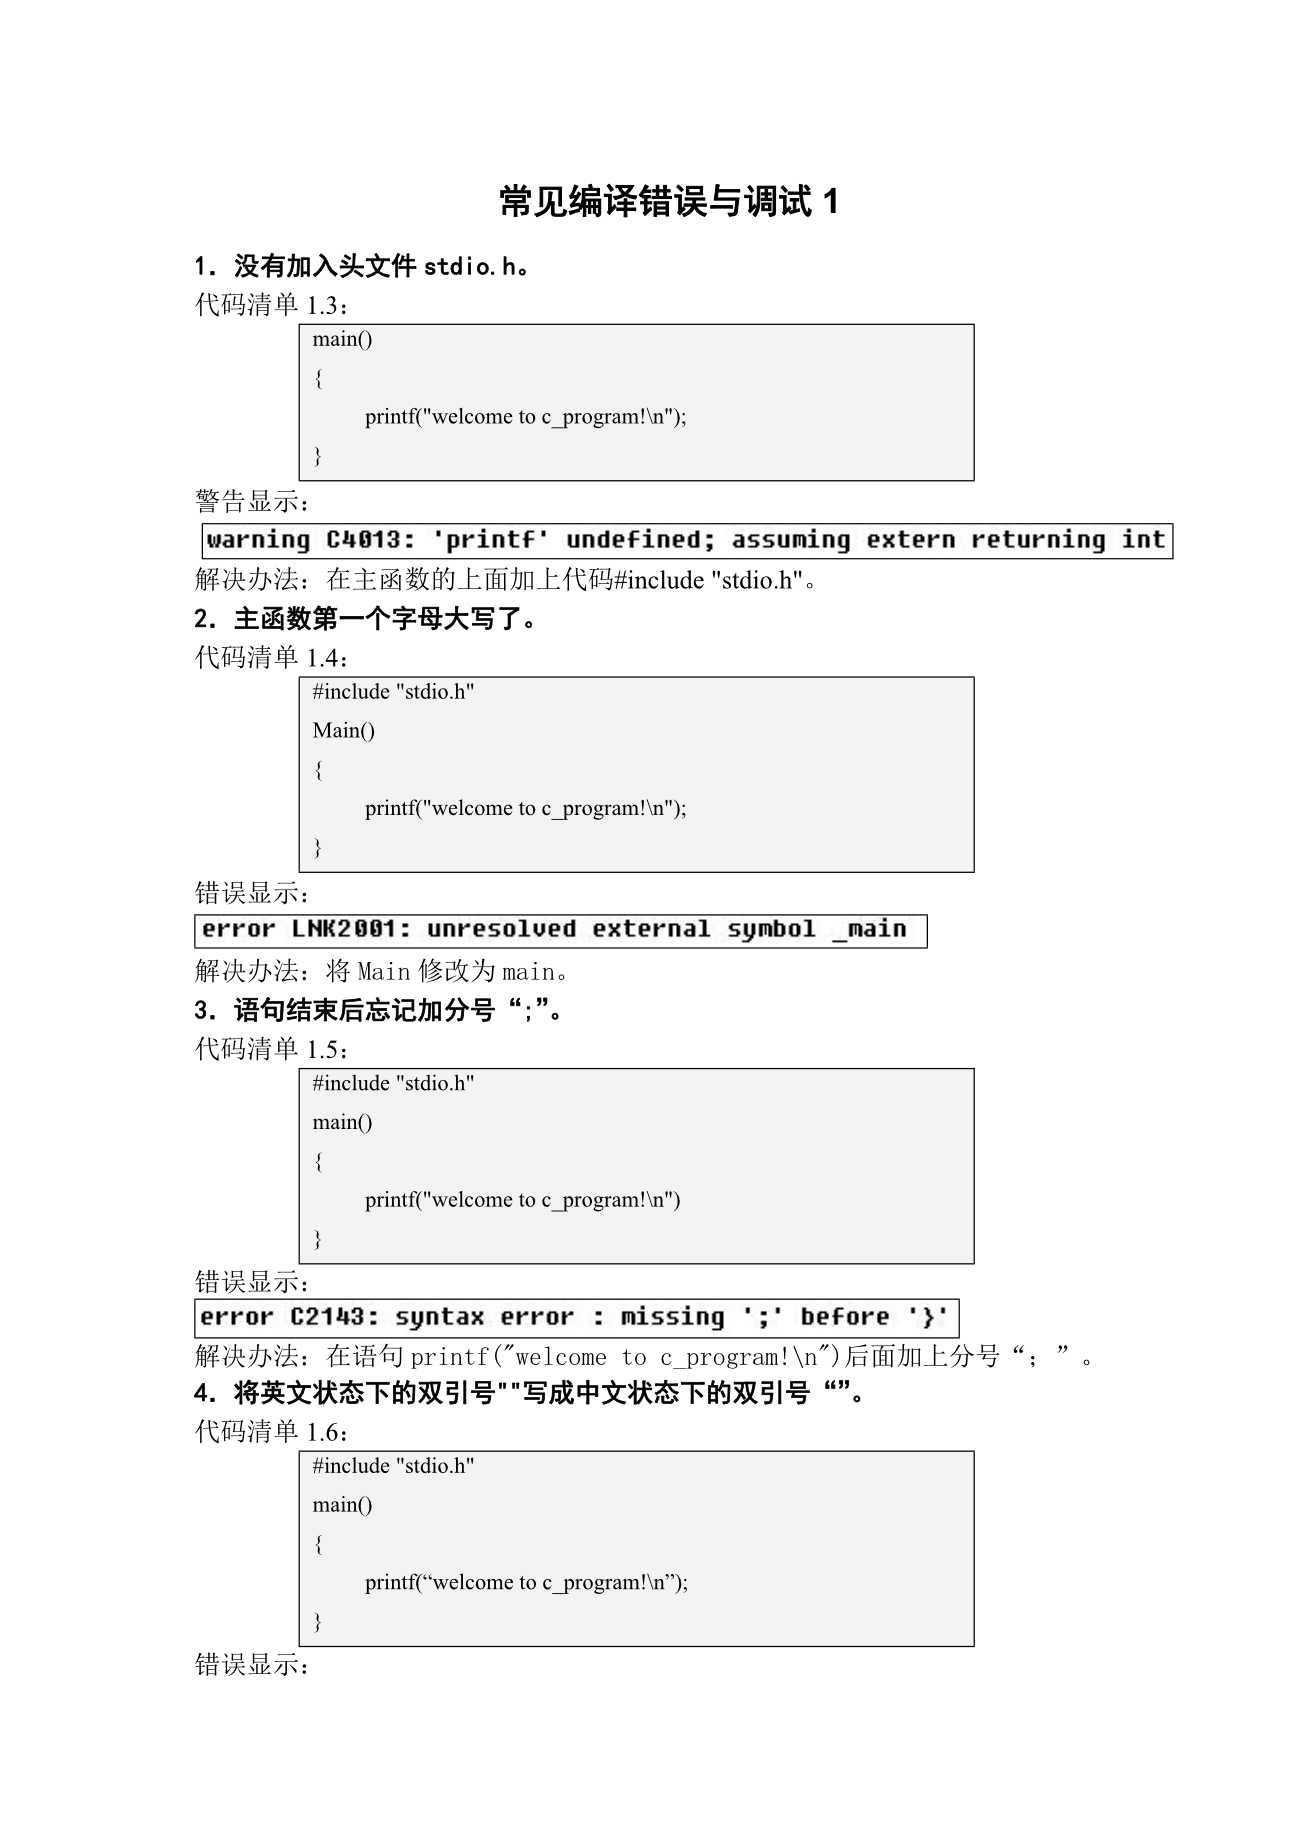 常见编译错误与调试 1
1．没有加入头文件 stdio.h。
代码清单 1.3：
main()
{
printf("welcome to c_program!\n");
}
警告显示：
warning C4013: 'printf' undefined; assuming extern returning int
解决办法：在主函数的上面加上代码#include "stdio.h"。
2．主函数第一个字母大写了。
代码清单 1.4：
#include "stdio.h"
Main()
{
printf("welcome to c_program!\n");
}
错误显示：
error LNK2001: unresolved external symbol _main
解决办法：将 Main 修改为 main。
3．语句结束后忘记加分号“;”。
代码清单 1.5：
#include "stdio.h"
main()
{
printf("welcome to c_program!\n")
}
错误显示：
error C2143: syntax error : missing ';' before '}'
解决办法：在语句 printf("welcome to c_program!\n")后面加上分号“；”。
4．将英文状态下的双引号""写成中文状态下的双引号“”。
代码清单 1.6：
#include "stdio.h"
main()
{
printf(“welcome to c_program!\n”);
}
错误显示：